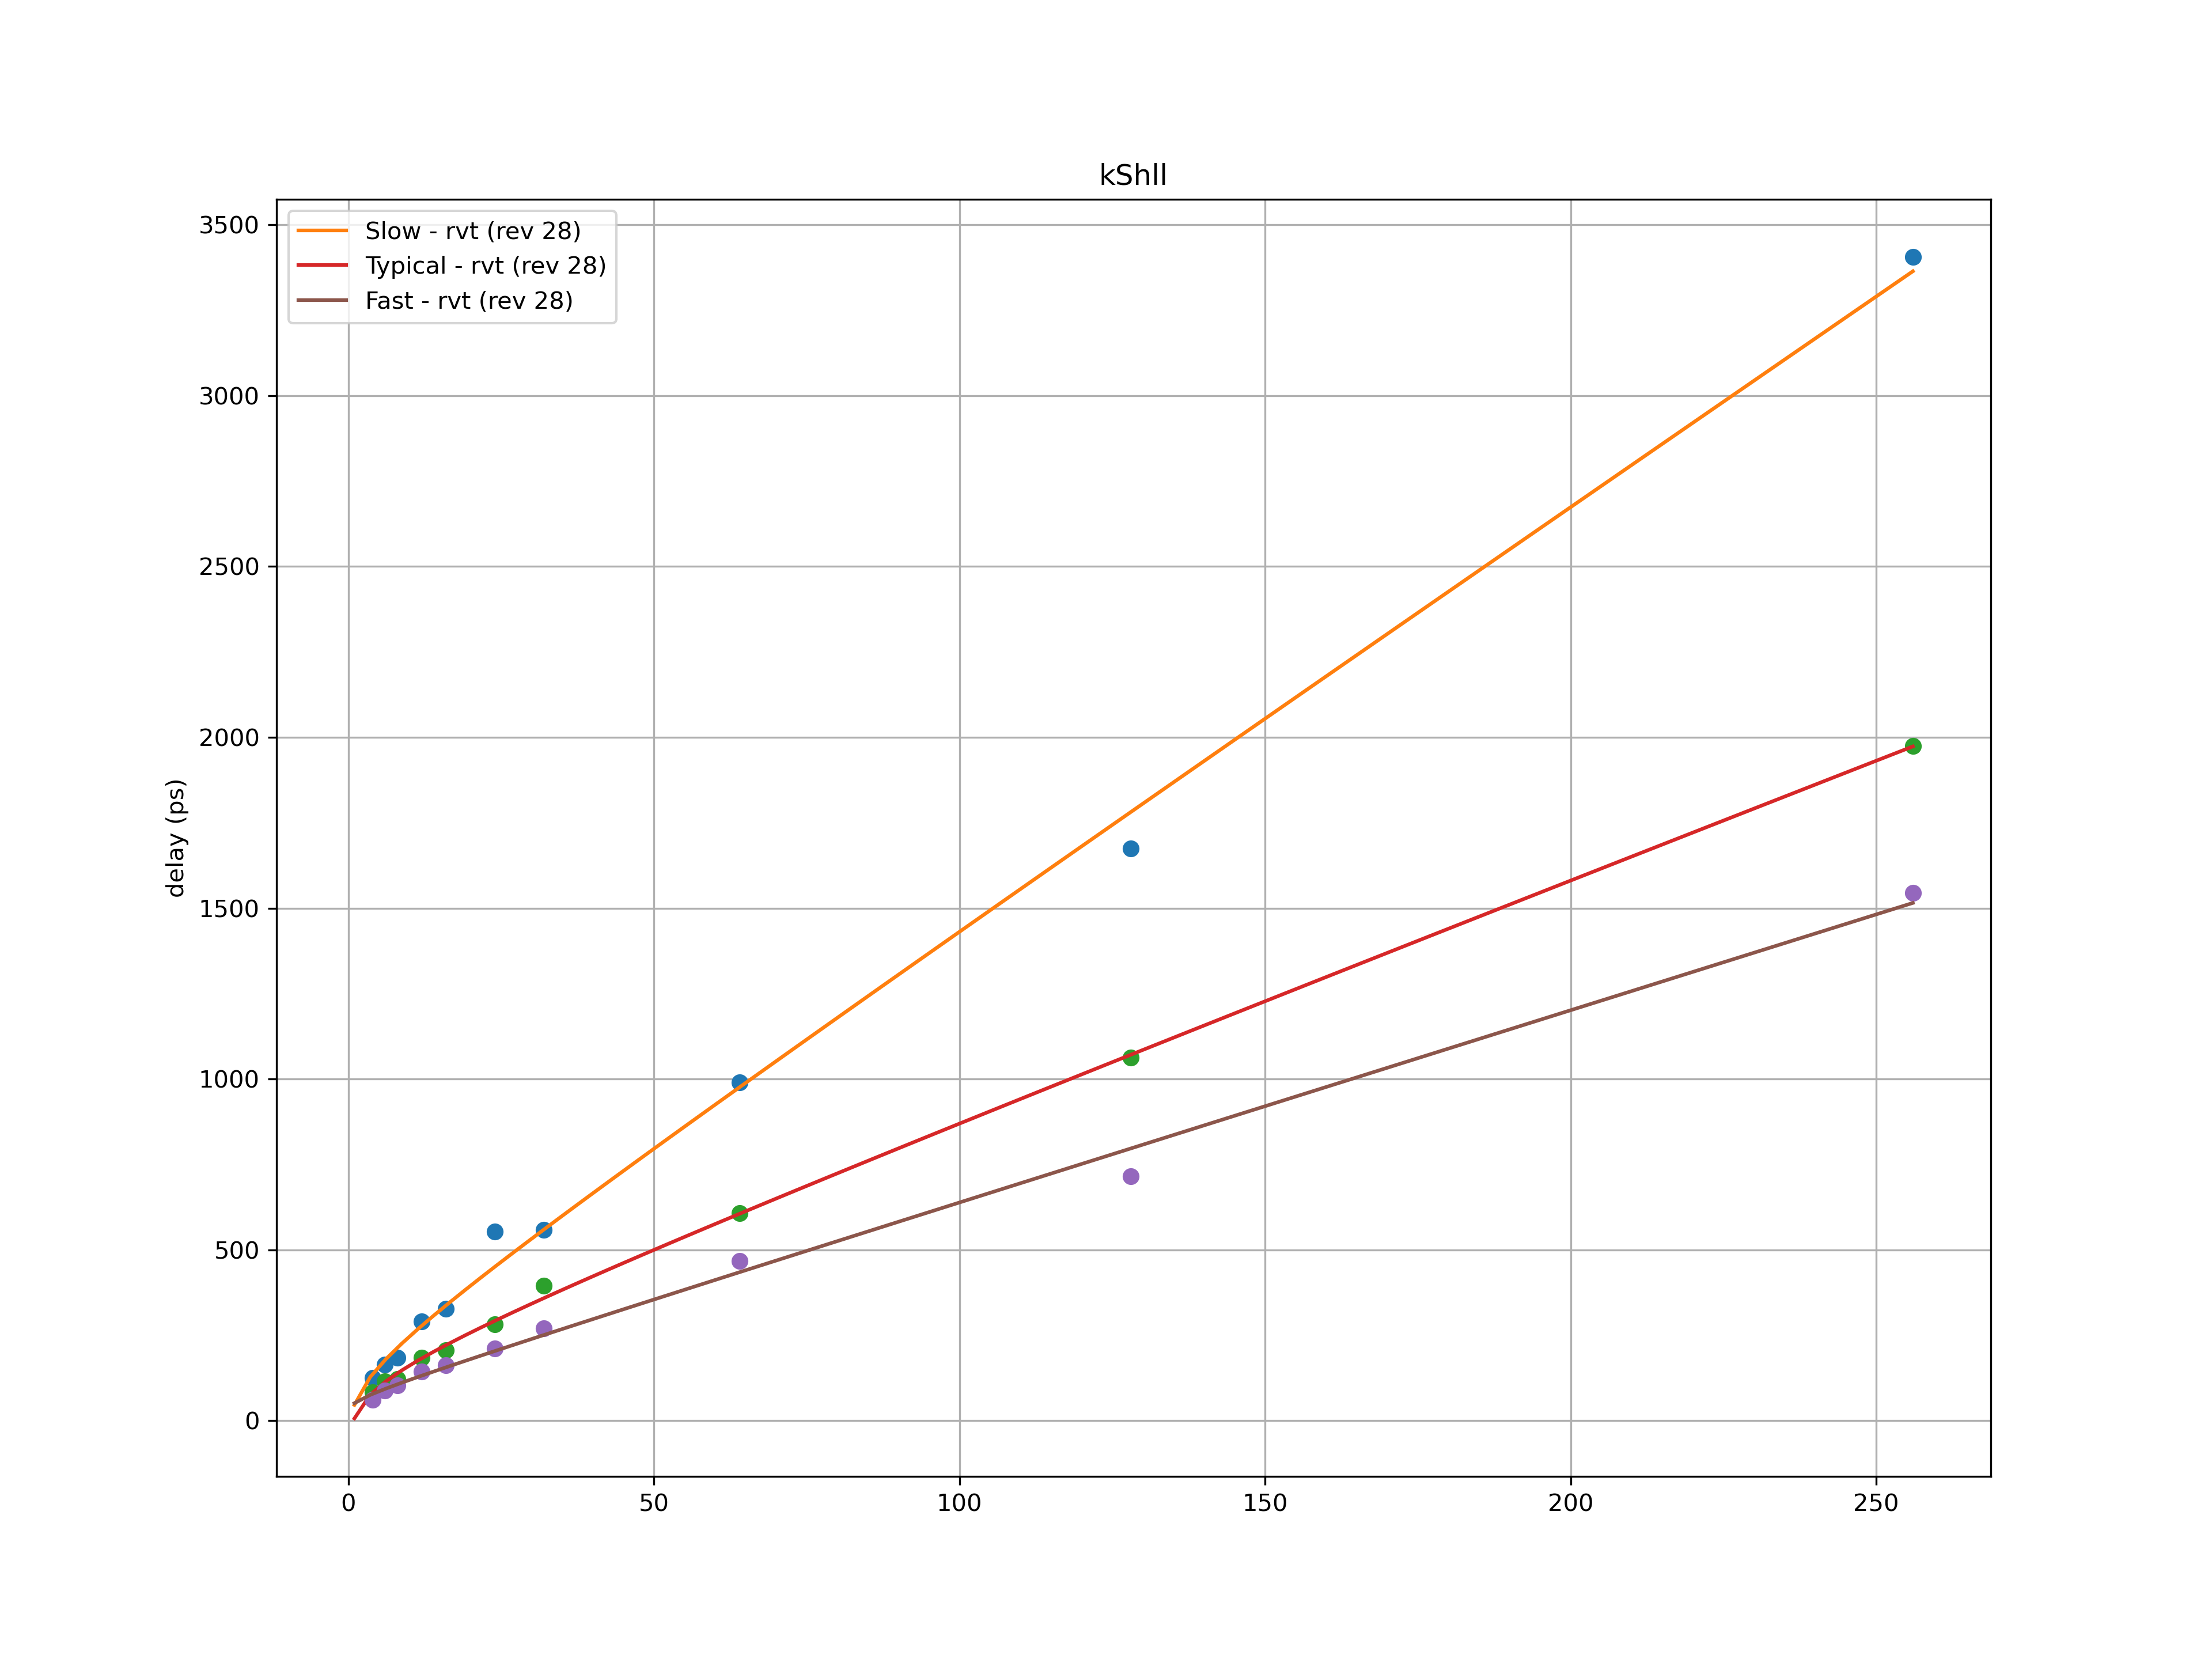 kShll
Slow - rvt (rev 28)
Typical - rvt (rev 28)
Fast - rvt (rev 28)
delay (ps)
3500
3000
2500
2000
1500
1000
500
0
0 50 100 150 200 250